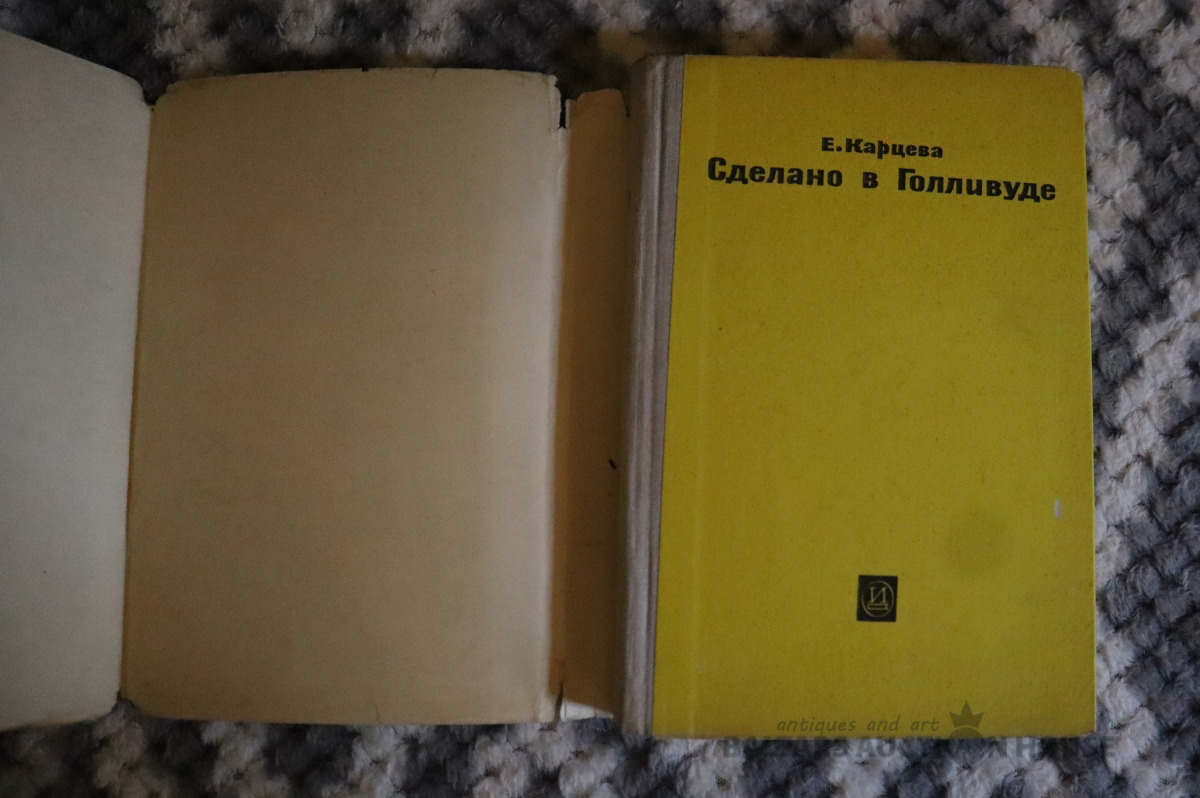 Е. Карцева
Сделано в Голливуде
И
antiques and art